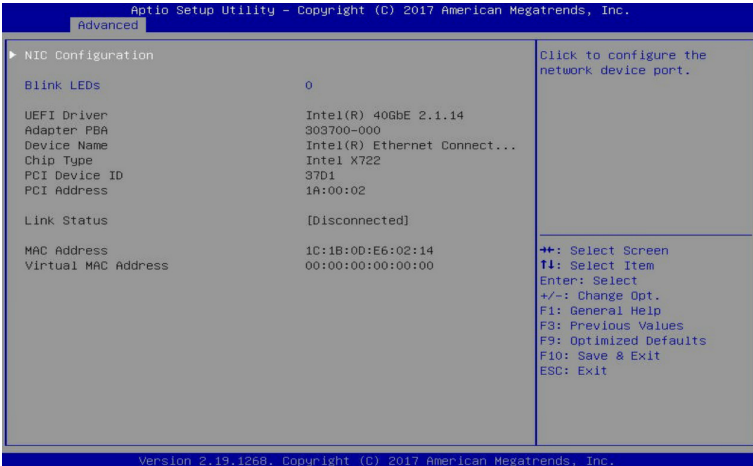 Aptio Setup Utility – Copyright (C) 2017 American Megatrends, Inc.
Advanced
▶ NIC Configuration
Blink LEDs 0
UEFI Driver Intel(R) 40GbE 2.1.14
Adapter PBA 303700-000
Device Name Intel(R) Ethernet Connect...
Chip Type Intel X722
PCI Device ID 37D1
PCI Address 1A:00:02
Link Status [Disconnected]
MAC Address 1C:1B:0D:E6:02:14
Virtual MAC Address 00:00:00:00:00:00
Click to configure the
network device port.
→←: Select Screen
↑↓: Select Item
Enter: Select
+/-: Change Opt.
F1: General Help
F3: Previous Values
F9: Optimized Defaults
F10: Save & Exit
ESC: Exit
Version 2.19.1268. Copyright (C) 2017 American Megatrends, Inc.